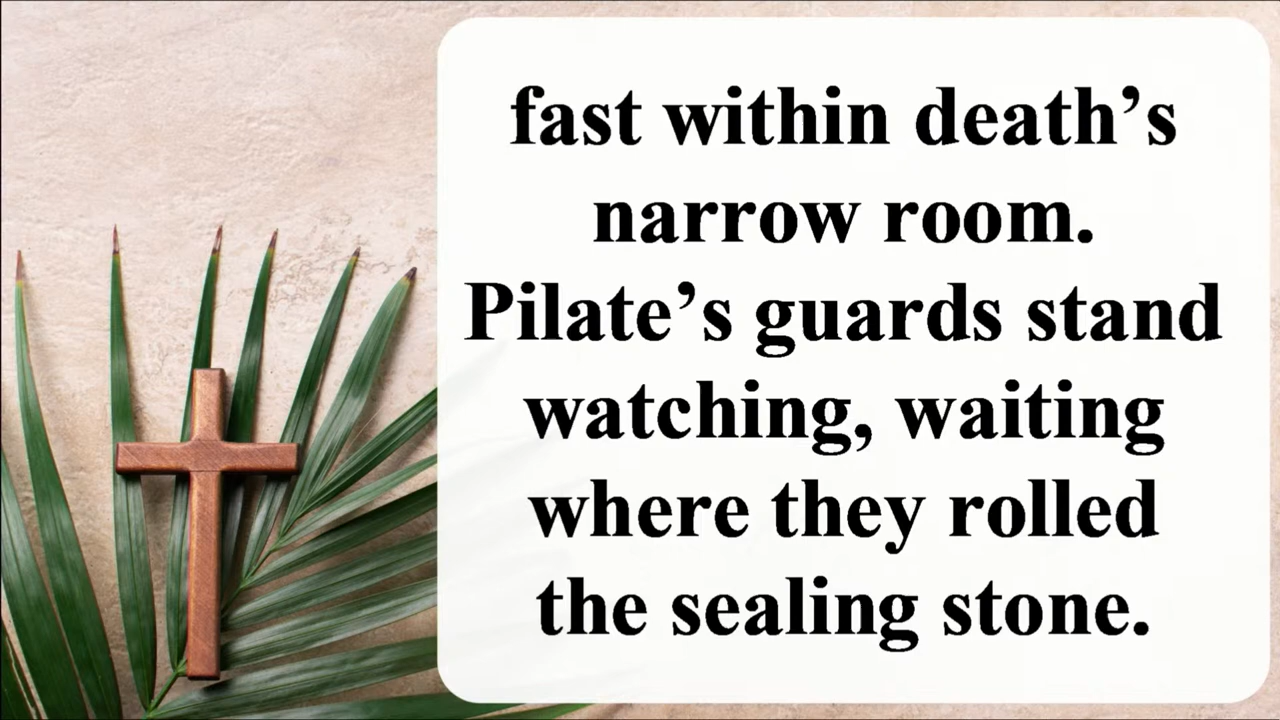 fast within death’s
narrow room.
Pilate’s guards stand
watching, waiting
where they rolled
the sealing stone.